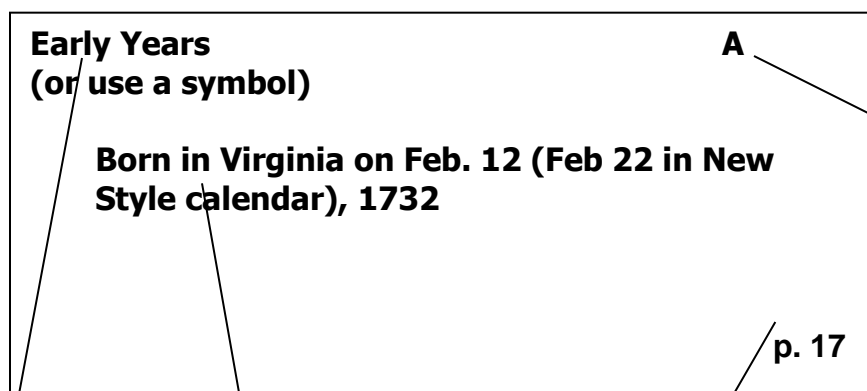 Early Years A
(or use a symbol)
Born in Virginia on Feb. 12 (Feb 22 in New
Style calendar), 1732
p. 17